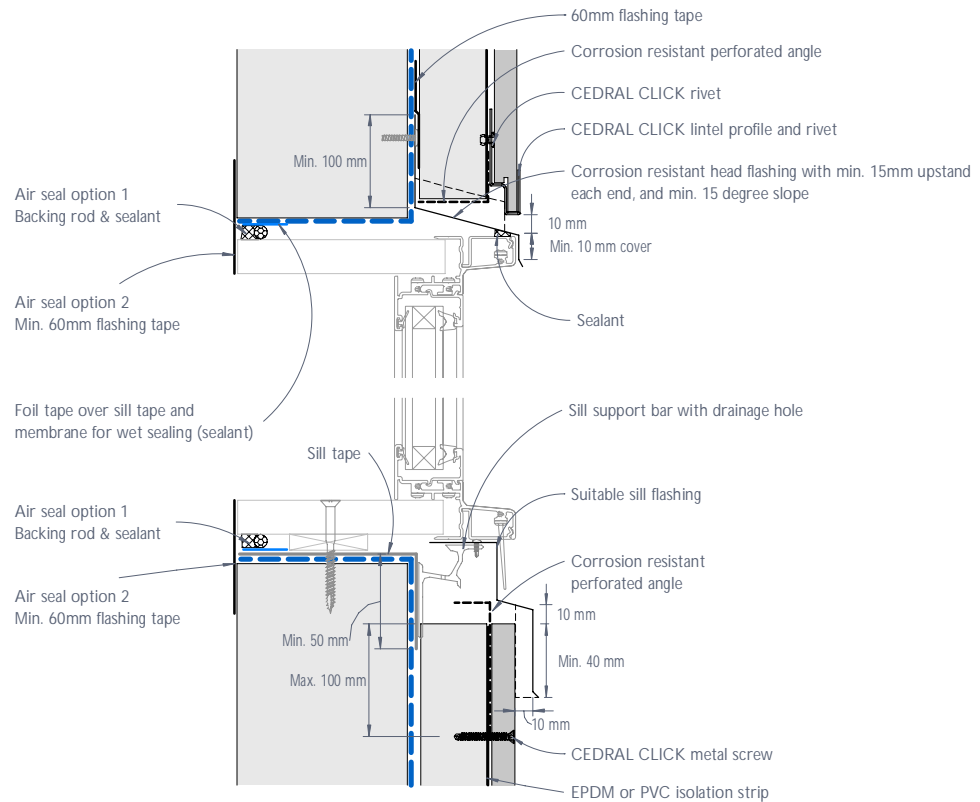 60mm flashing tape
Corrosion resistant perforated angle
CEDRAL CLICK rivet
CEDRAL CLICK lintel profile and rivet
Min. 100 mm
Corrosion resistant head flashing with min. 15mm upstand
each end, and min. 15 degree slope
Air seal option 1
Backing rod & sealant
10 mm
Min. 10 mm cover
Air seal option 2
Min. 60mm flashing tape
Sealant
Foil tape over sill tape and
membrane for wet sealing (sealant)
Sill support bar with drainage hole
Sill tape
Suitable sill flashing
Air seal option 1
Backing rod & sealant
Corrosion resistant
perforated angle
Air seal option 2
Min. 60mm flashing tape
10 mm
Min. 50 mm
Min. 40 mm
Max. 100 mm
10 mm
CEDRAL CLICK metal screw
EPDM or PVC isolation strip